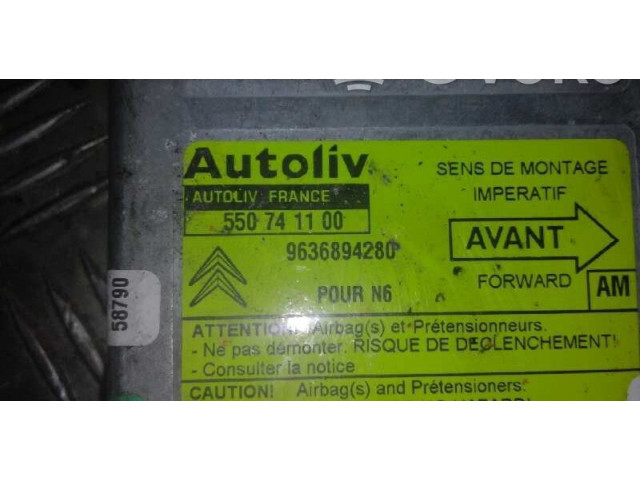 Autoliv
AUTOLIV FRANCE
550 74 11 00
9636894280
POUR N6
SENS DE MONTAGE
IMPERATIF
AVANT
FORWARD
AM
58790
ATTENTION! Airbag(s) et Prétensionneurs.
- Ne pas démonter. RISQUE DE DECLENCHEMENT!
- Consulter la notice
CAUTION! Airbag(s) and Prétensioners: